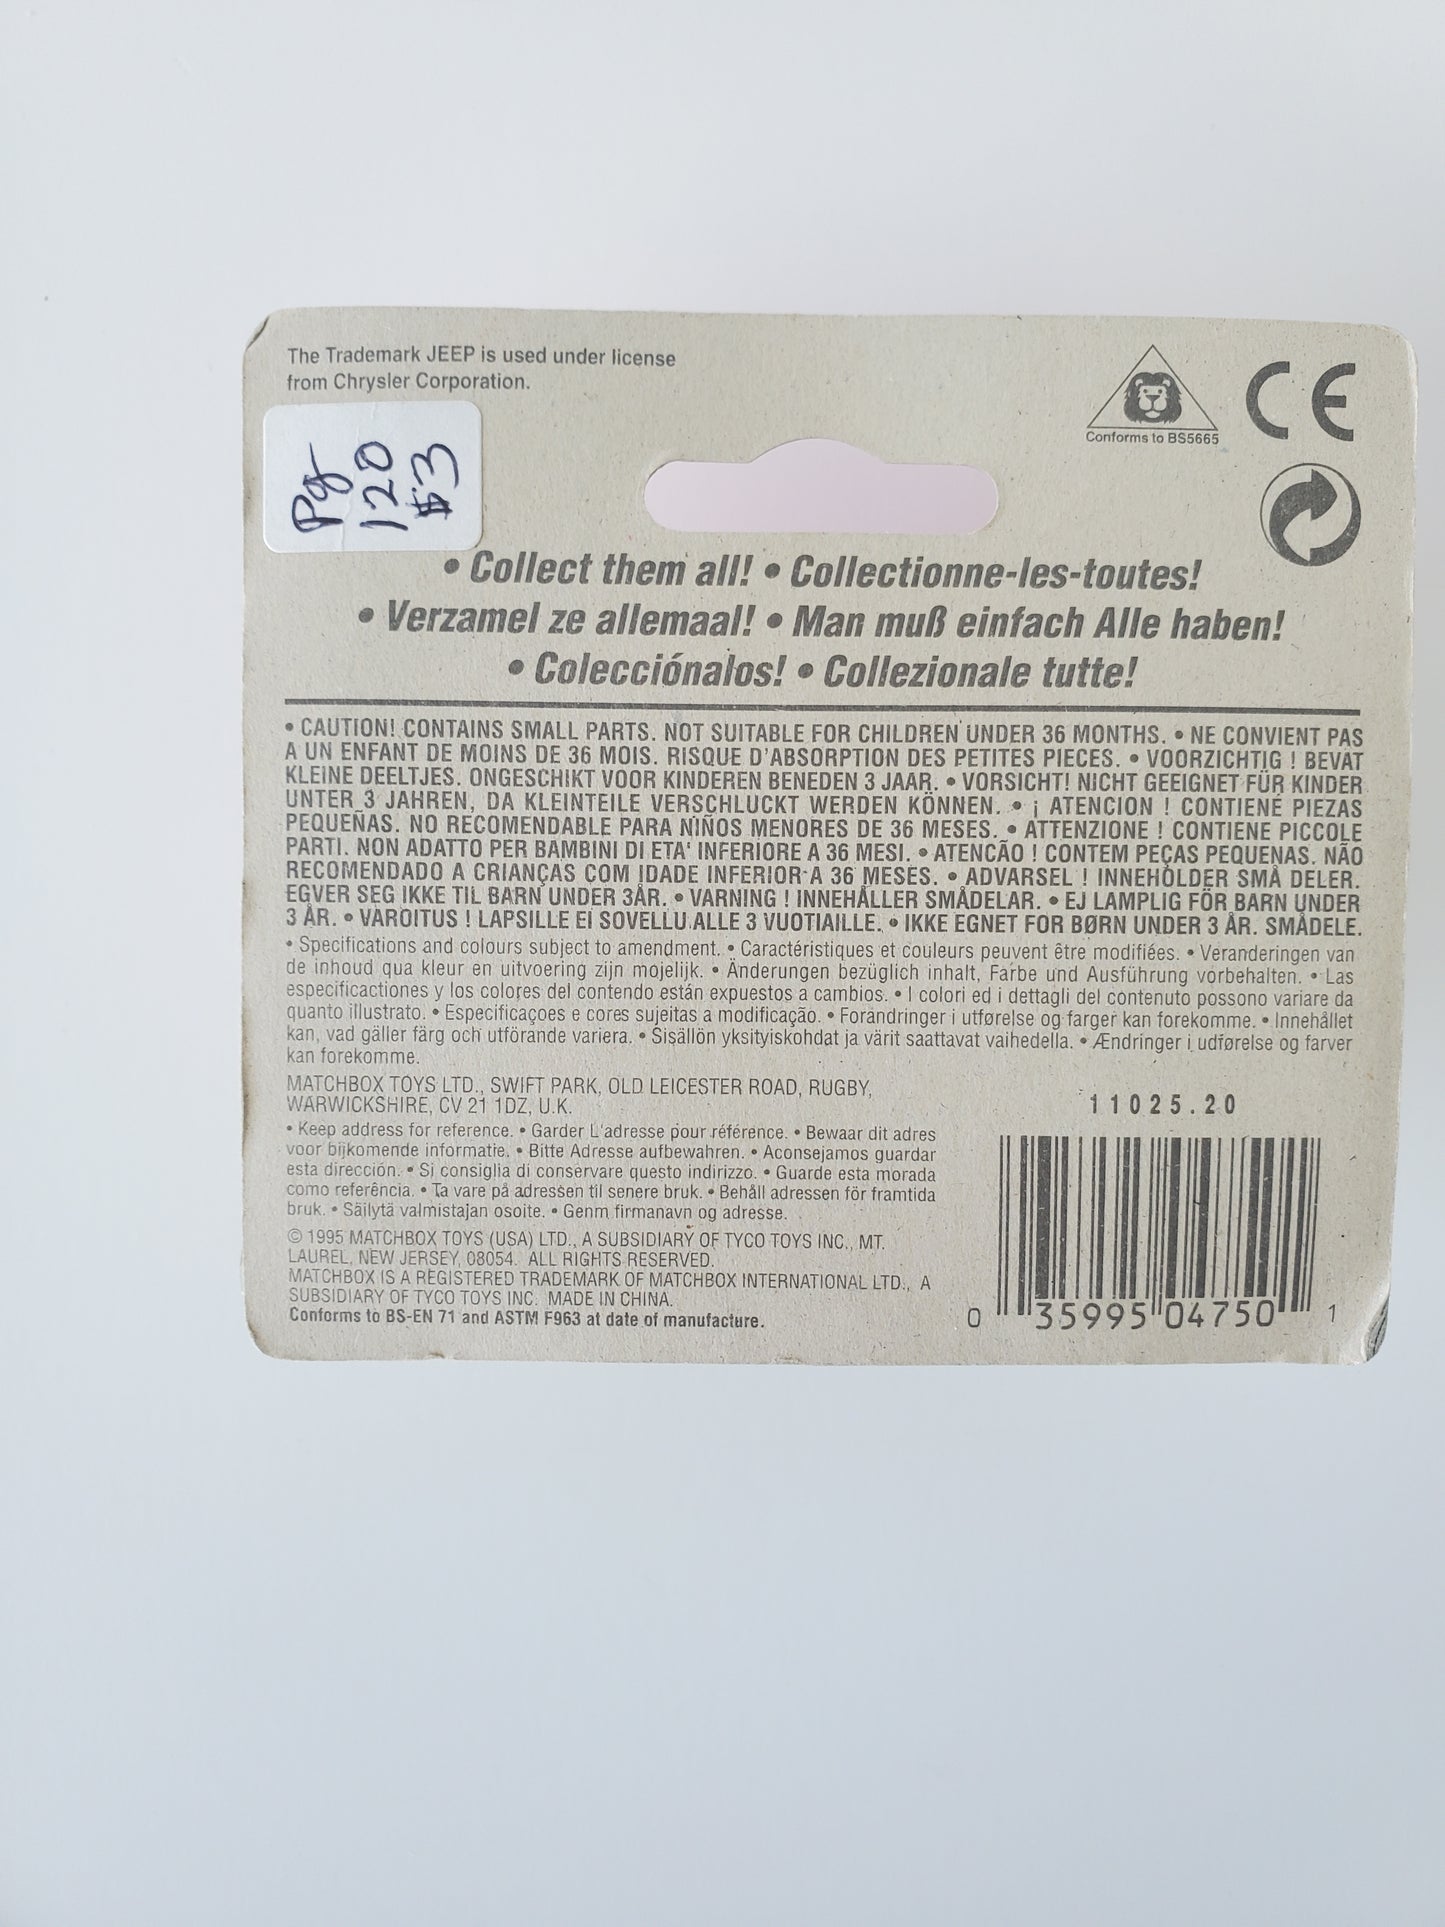 The Trademark JEEP is used under license
from Chrysler Corporation.
Conforms to BS5665
CE
Pg
120
$3
• Collect them all! • Collectionne-les-toutes!
• Verzamel ze allemaal! • Man muß einfach Alle haben!
• Colecciónalos! • Collezionale tutte!
• CAUTION! CONTAINS SMALL PARTS. NOT SUITABLE FOR CHILDREN UNDER 36 MONTHS. • NE CONVIENT PAS
A UN ENFANT DE MOINS DE 36 MOIS. RISQUE D'ABSORPTION DES PETITES PIECES. • VOORZICHTIG ! BEVAT
KLEINE DEELTJES. ONGESCHIKT VOOR KINDEREN BENEDEN 3 JAAR. • VORSICHT! NICHT GEEIGNET FÜR KINDER
UNTER 3 JAHREN, DA KLEINTEILE VERSCHLUCKT WERDEN KÖNNEN. • ¡ ATENCION ! CONTIENE PIEZAS
PEQUEÑAS. NO RECOMENDABLE PARA NIÑOS MENORES DE 36 MESES. • ATTENZIONE ! CONTIENE PICCOLE
PARTI. NON ADATTO PER BAMBINI DI ETA' INFERIORE A 36 MESI. • ATENCÃO ! CONTEM PEÇAS PEQUENAS. NÃO
RECOMENDADO A CRIANÇAS COM IDADE INFERIOR A 36 MESES. • ADVARSEL ! INNEHOLDER SMÅ DELER.
EGVER SEG IKKE TIL BARN UNDER 3ÅR. • VARNING ! INNEHÅLLER SMÅDELAR. • EJ LAMPLIG FÖR BARN UNDER
3 ÅR. • VAROITUS ! LAPSILLE EI SOVELLU ALLE 3 VUOTIAILLE. • IKKE EGNET FOR BØRN UNDER 3 ÅR. SMÅDELE.
• Specifications and colours subject to amendment. • Caractéristiques et couleurs peuvent être modifiées. • Veranderingen van
de inhoud qua kleur en uitvoering zijn mojelijk. • Änderungen bezüglich inhalt, Farbe und Ausführung vorbehalten. • Las
especificactiones y los colores del contendo están expuestos a cambios. • I colori ed i dettagli del contenuto possono variare da
quanto illustrato. • Especificaçoes e cores sujeitas a modificação. • Forandringer i utførelse og farger kan forekomme. • Innehållet
kan, vad gäller färg och utförande variera. • Sisällön yksityiskohdat ja värit saattavat vaihedella. • Ændringer i udførelse og farver
kan forekomme.
MATCHBOX TOYS LTD., SWIFT PARK, OLD LEICESTER ROAD, RUGBY,
WARWICKSHIRE, CV 21 1DZ, U.K.
• Keep address for reference. • Garder L'adresse pour référence. • Bewaar dit adres
voor bijkomende informatie. • Bitte Adresse aufbewahren. • Aconsejamos guardar
esta dirección. • Si consiglia di conservare questo indirizzo. • Guarde esta morada
como referência. • Ta vare på adressen til senere bruk. • Behåll adressen för framtida
bruk. • Säilytä valmistajan osoite. • Genm firmanavn og adresse.
© 1995 MATCHBOX TOYS (USA) LTD., A SUBSIDIARY OF TYCO TOYS INC., MT.
LAUREL, NEW JERSEY, 08054. ALL RIGHTS RESERVED.
MATCHBOX IS A REGISTERED TRADEMARK OF MATCHBOX INTERNATIONAL LTD., A
SUBSIDIARY OF TYCO TOYS INC. MADE IN CHINA.
Conforms to BS-EN 71 and ASTM F963 at date of manufacture.
11025.20
0 35995 04750 1